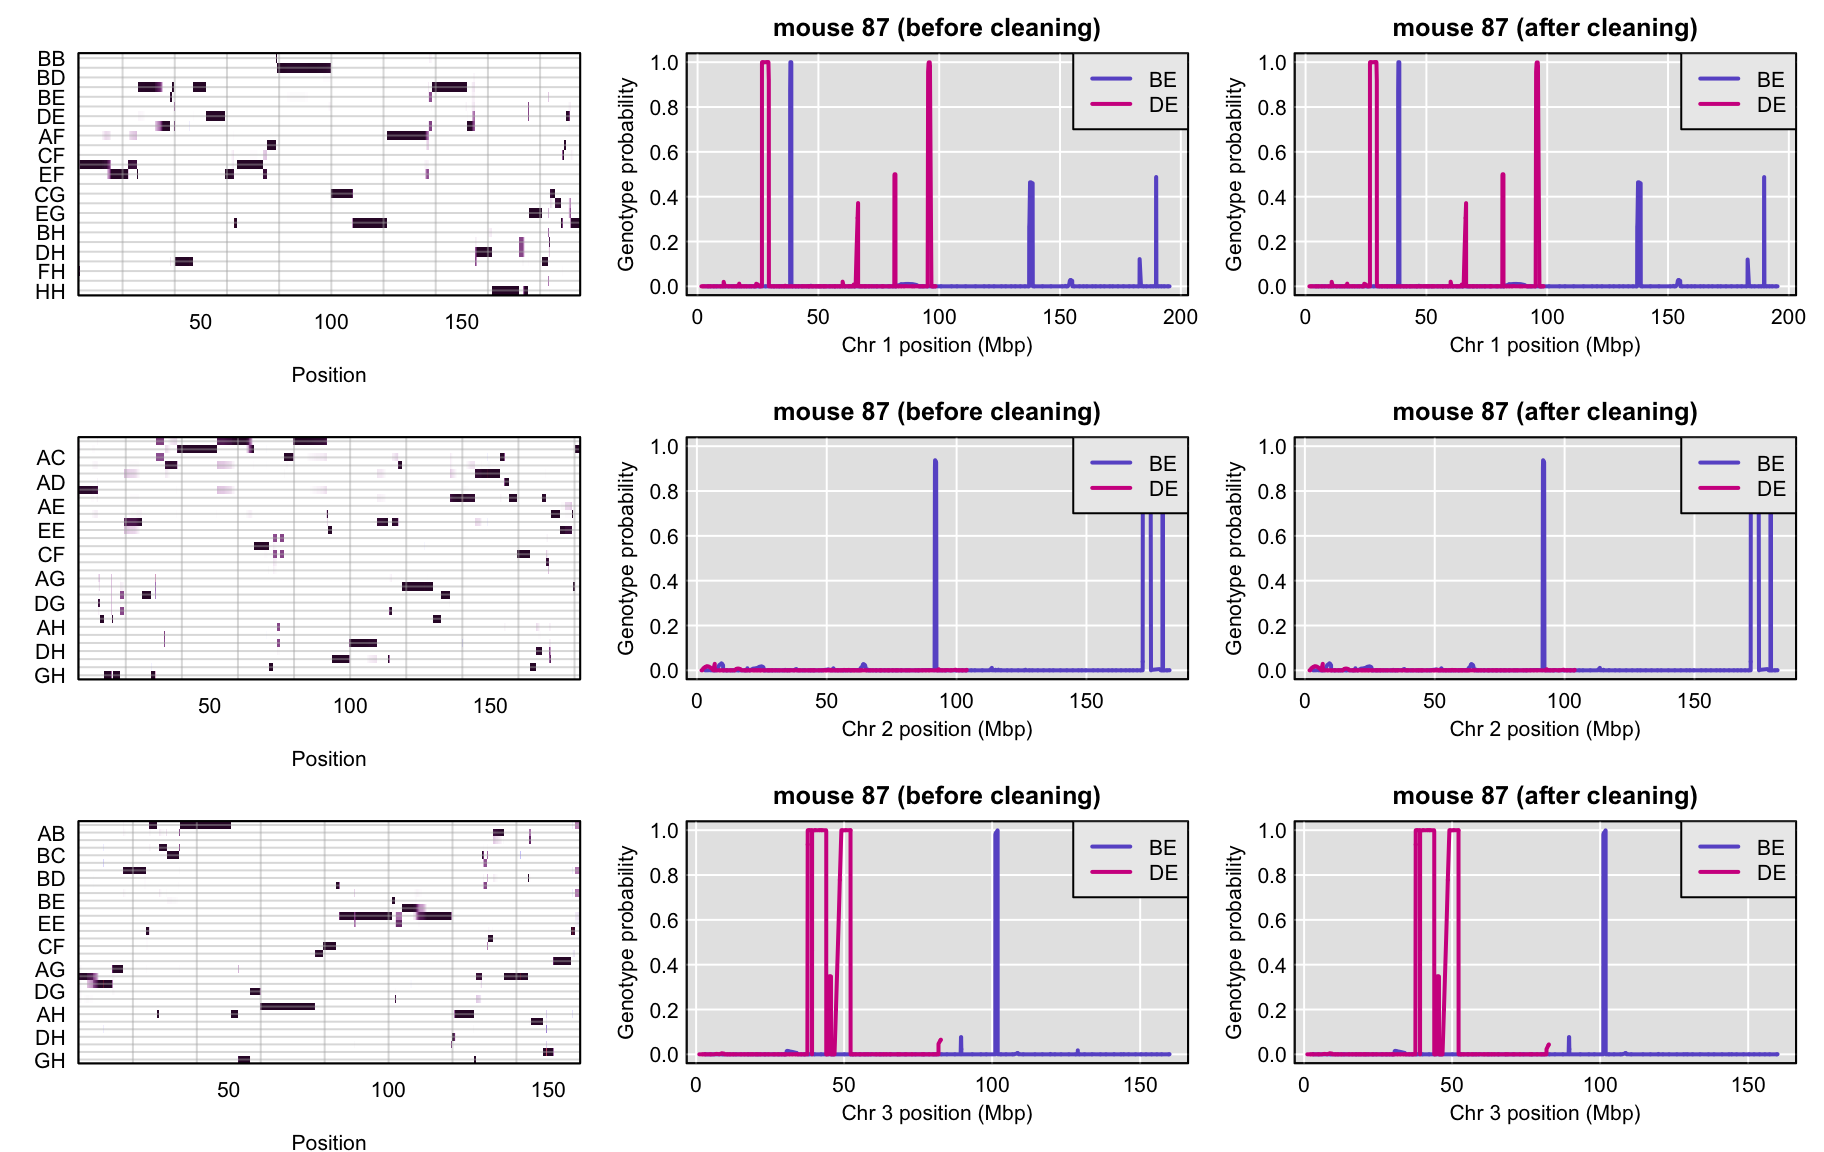 BB
BD
BE
DE
AF
CF
EF
CG
EG
BH
DH
FH
HH
50 100 150
Position
mouse 87 (before cleaning)
Genotype probability
1.0
0.8
0.6
0.4
0.2
0.0
BE
DE
0 50 100 150 200
Chr 1 position (Mbp)
mouse 87 (after cleaning)
Genotype probability
1.0
0.8
0.6
0.4
0.2
0.0
BE
DE
0 50 100 150 200
Chr 1 position (Mbp)
AC
AD
AE
EE
CF
AG
DG
AH
DH
GH
50 100 150
Position
mouse 87 (before cleaning)
Genotype probability
1.0
0.8
0.6
0.4
0.2
0.0
BE
DE
0 50 100 150
Chr 2 position (Mbp)
mouse 87 (after cleaning)
Genotype probability
1.0
0.8
0.6
0.4
0.2
0.0
BE
DE
0 50 100 150
Chr 2 position (Mbp)
AB
BC
BD
BE
EE
CF
AG
DG
AH
DH
GH
50 100 150
Position
mouse 87 (before cleaning)
Genotype probability
1.0
0.8
0.6
0.4
0.2
0.0
BE
DE
0 50 100 150
Chr 3 position (Mbp)
mouse 87 (after cleaning)
Genotype probability
1.0
0.8
0.6
0.4
0.2
0.0
BE
DE
0 50 100 150
Chr 3 position (Mbp)